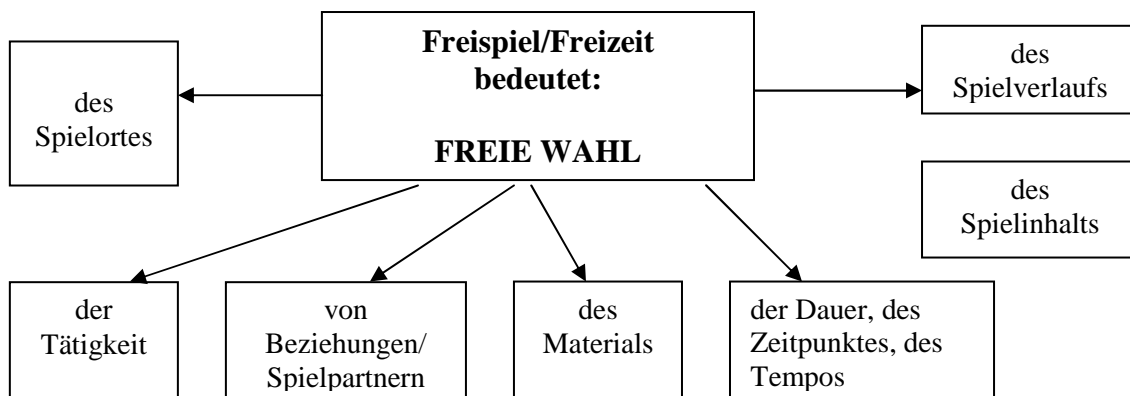 Freispiel/Freizeit
bedeutet:
FREIE WAHL
des
Spielortes
des
Spielverlaufs
des
Spielinhalts
der
Tätigkeit
von
Beziehungen/
Spielpartnern
des
Materials
der Dauer, des
Zeitpunktes, des
Tempos